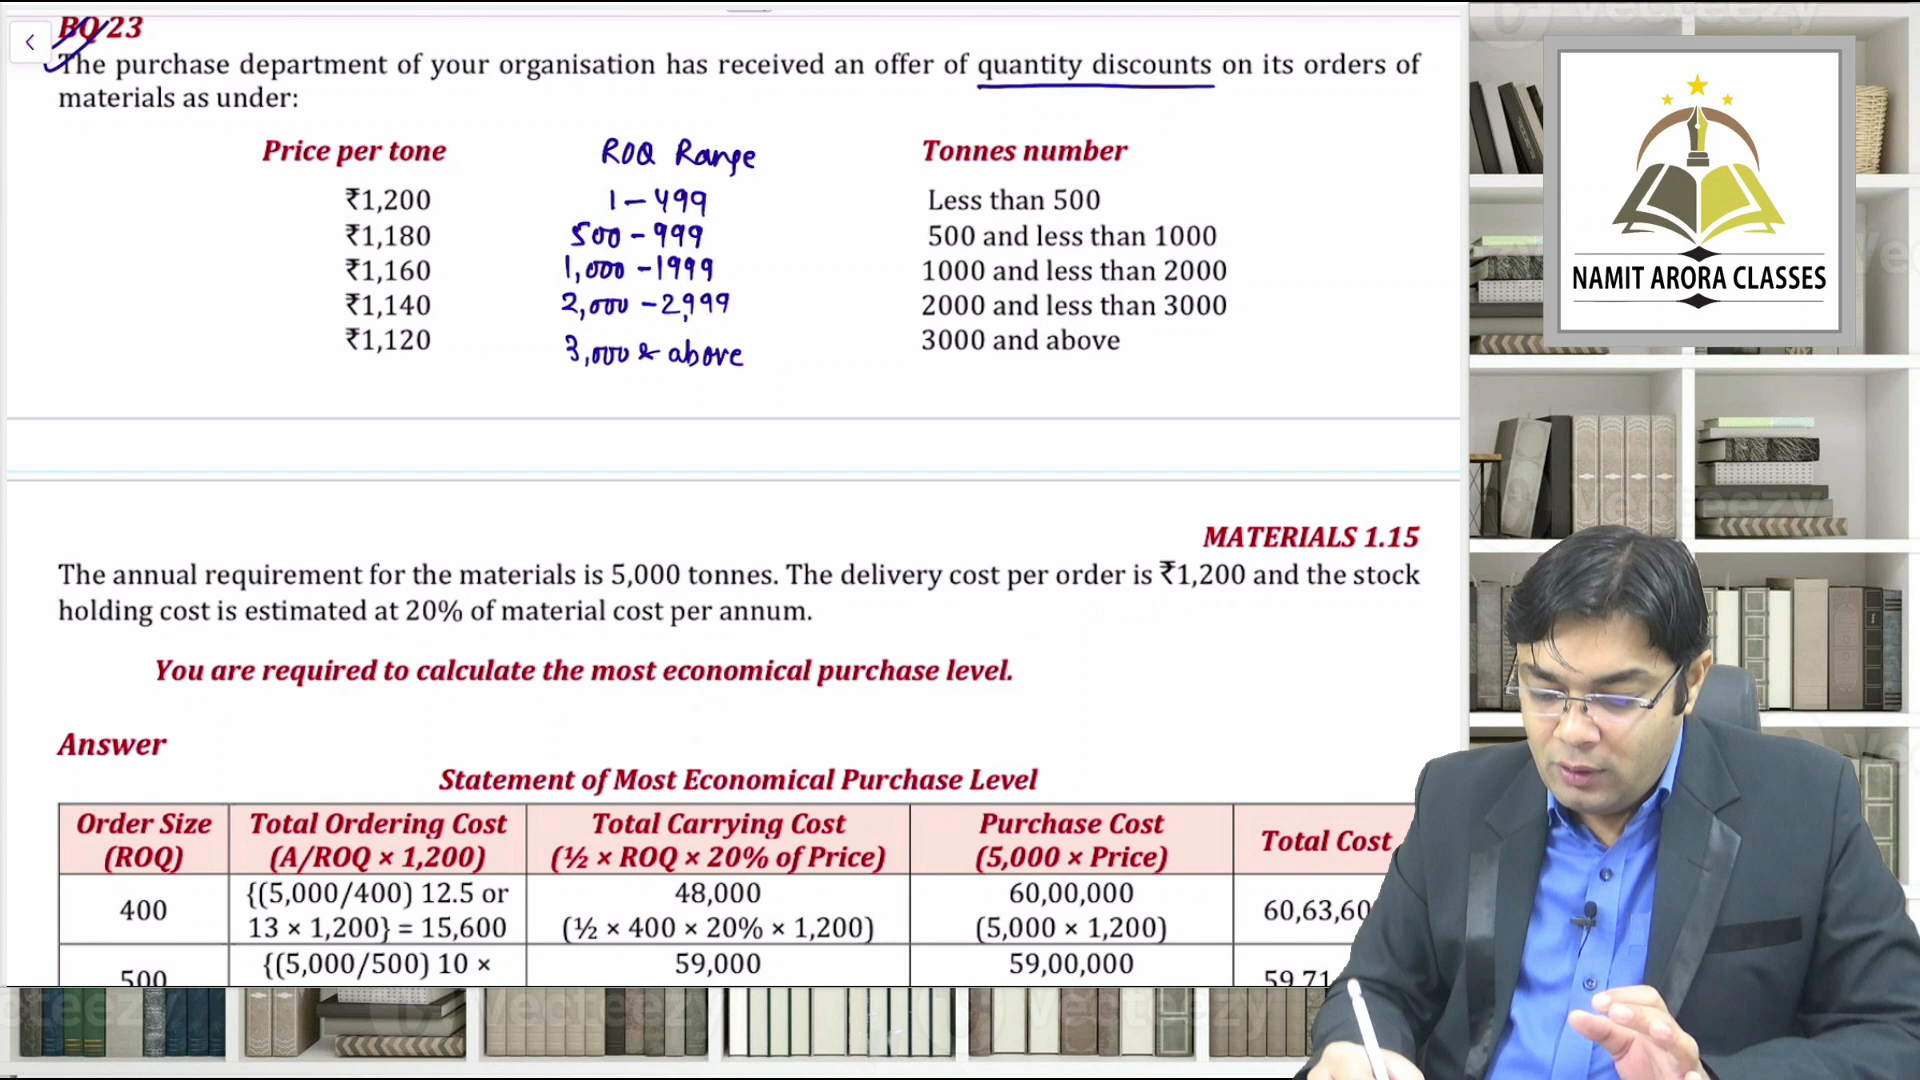 BQ 23
The purchase department of your organisation has received an offer of quantity discounts on its orders of
materials as under:
Price per tone ROQ Range Tonnes number
₹1,200 1 – 499 Less than 500
₹1,180 500 – 999 500 and less than 1000
₹1,160 1,000 – 1999 1000 and less than 2000
₹1,140 2,000 – 2,999 2000 and less than 3000
₹1,120 3,000 & above 3000 and above
NAMIT ARORA CLASSES
MATERIALS 1.15
The annual requirement for the materials is 5,000 tonnes. The delivery cost per order is ₹1,200 and the stock
holding cost is estimated at 20% of material cost per annum.
You are required to calculate the most economical purchase level.
Answer
Statement of Most Economical Purchase Level
Order Size (ROQ) Total Ordering Cost (A/ROQ × 1,200) Total Carrying Cost (½ × ROQ × 20% of Price) Purchase Cost (5,000 × Price) Total Cost
400 {(5,000/400) 12.5 or 13 × 1,200} = 15,600 48,000 (½ × 400 × 20% × 1,200) 60,00,000 (5,000 × 1,200) 60,63,60
500 {(5,000/500) 10 × 59,000 59,00,000 59,71
Vecteezy